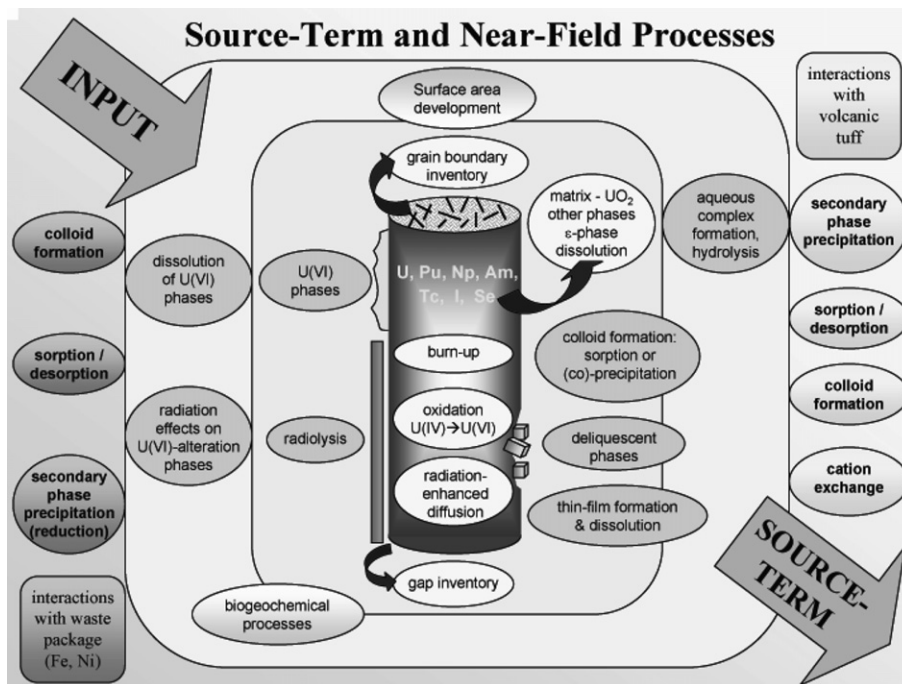 Source-Term and Near-Field Processes
INPUT
Surface area
development
interactions
with
volcanic
tuff
grain boundary
inventory
matrix - UO₂
other phases
ε-phase
dissolution
aqueous
complex
formation,
hydrolysis
secondary
phase
precipitation
colloid
formation
dissolution
of U(VI)
phases
U(VI)
phases
U, Pu, Np, Am,
Tc, I, Se
sorption /
desorption
burn-up
colloid formation:
sorption or
(co)-precipitation
sorption /
desorption
colloid
formation
radiation
effects on
U(VI)-alteration
phases
radiolysis
oxidation
U(IV)→U(VI)
deliquescent
phases
cation
exchange
secondary
phase
precipitation
(reduction)
radiation-
enhanced
diffusion
thin-film formation
& dissolution
SOURCE-
TERM
gap inventory
biogeochemical
processes
interactions
with waste
package
(Fe, Ni)